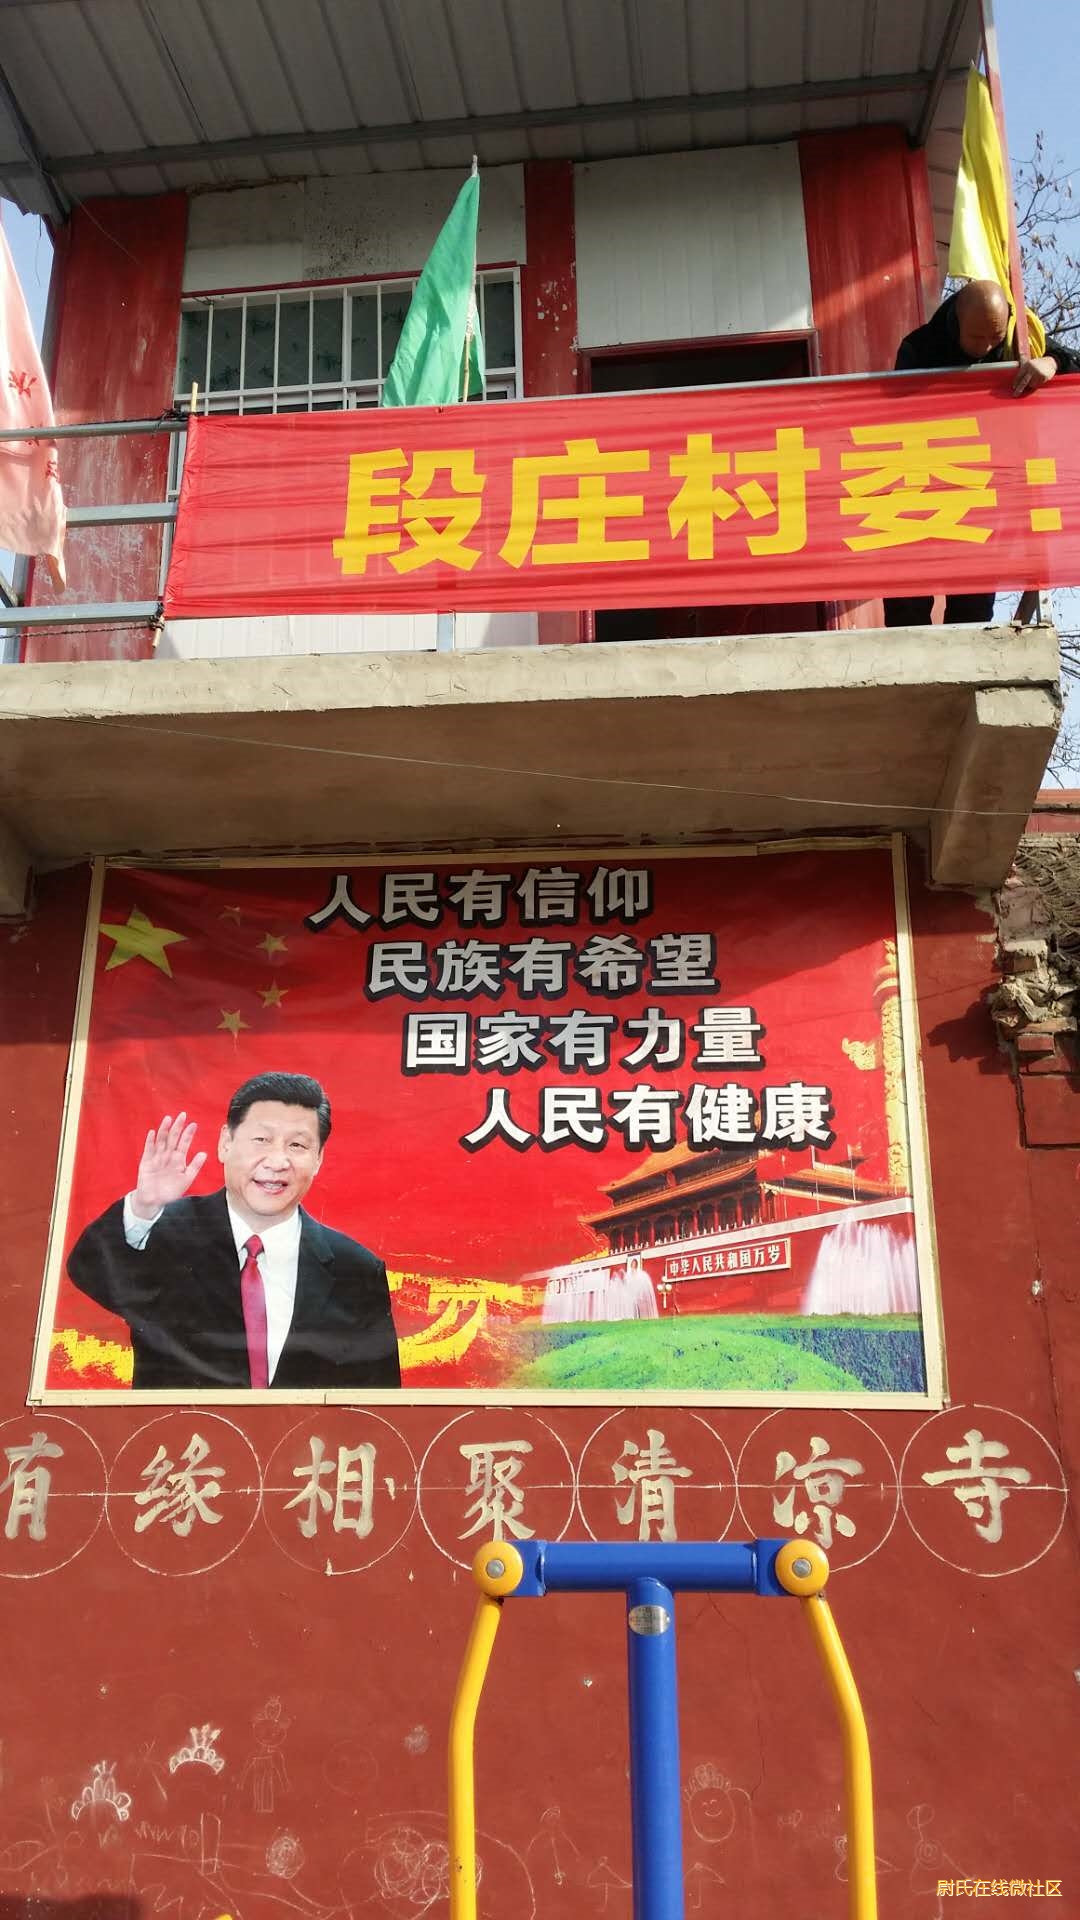 段庄村委:
人民有信仰
民族有希望
国家有力量
人民有健康
中华人民共和国万岁
有缘相聚清凉寺
尉氏在线微社区